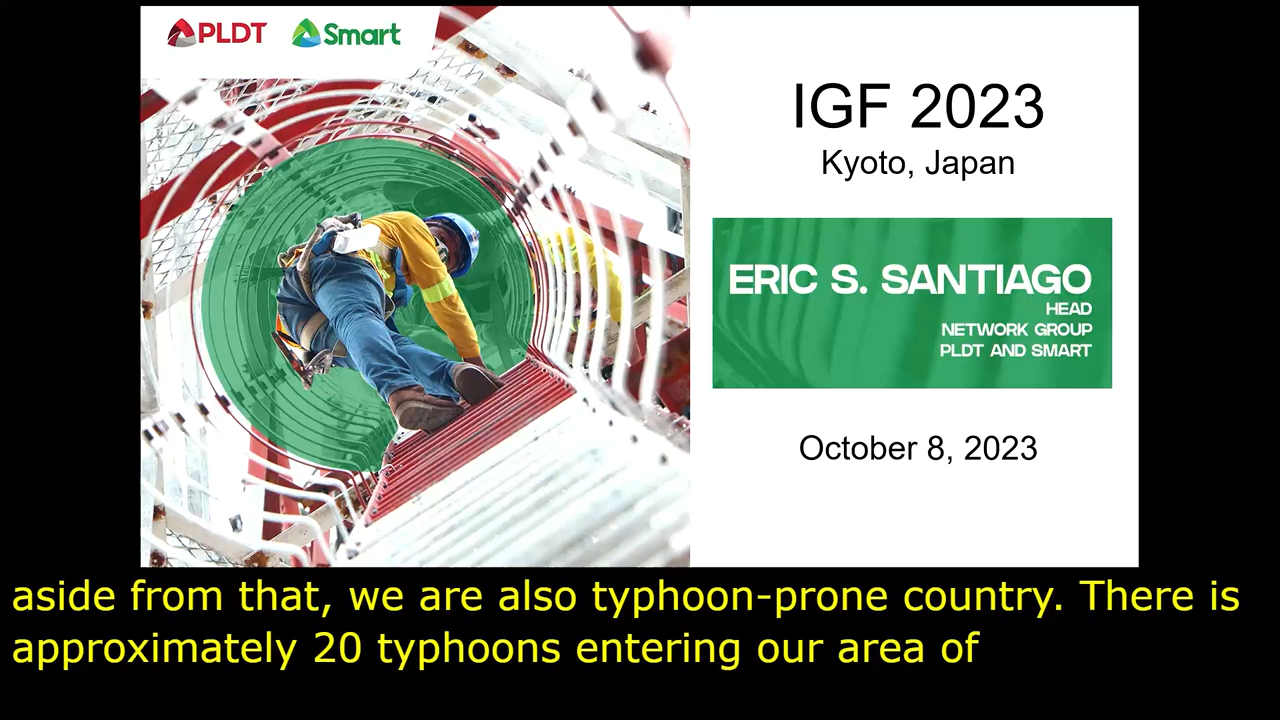 PLDT Smart
IGF 2023
Kyoto, Japan
ERIC S. SANTIAGO
HEAD
NETWORK GROUP
PLDT AND SMART
October 8, 2023
aside from that, we are also typhoon-prone country. There is
approximately 20 typhoons entering our area of